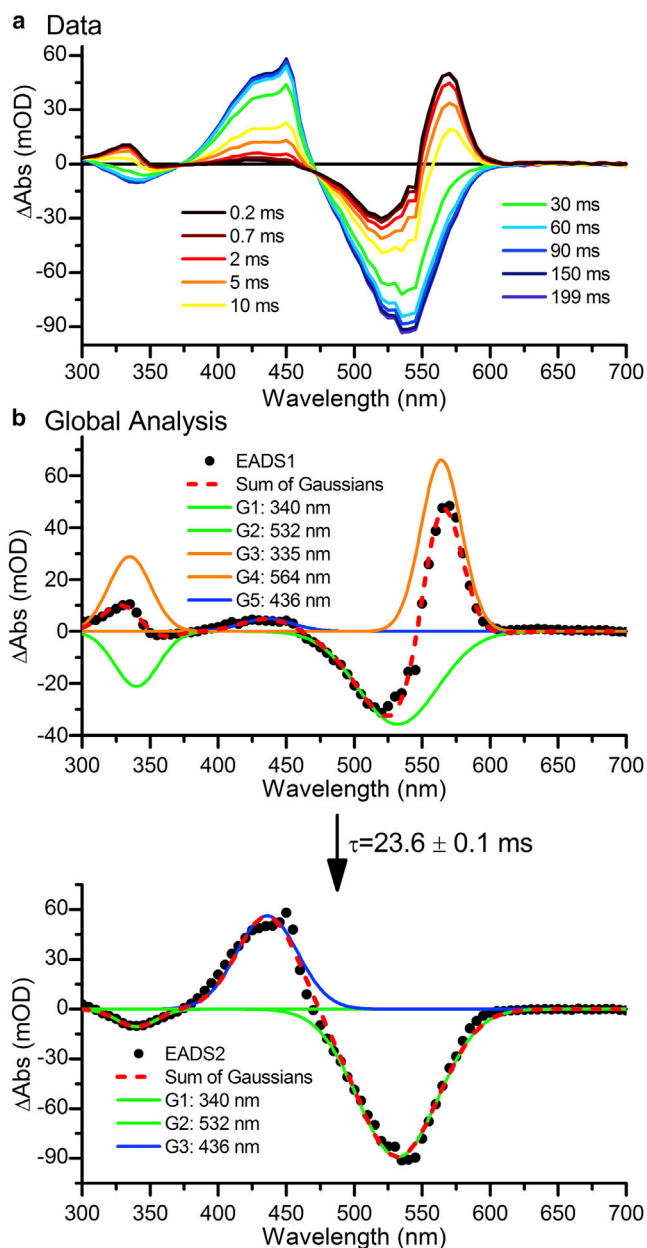 a Data
ΔAbs (mOD)
60
30
0
-30
-60
-90
0.2 ms
0.7 ms
2 ms
5 ms
10 ms
30 ms
60 ms
90 ms
150 ms
199 ms
300 350 400 450 500 550 600 650 700
Wavelength (nm)
b Global Analysis
ΔAbs (mOD)
60
40
20
0
-20
-40
EADS1
Sum of Gaussians
G1: 340 nm
G2: 532 nm
G3: 335 nm
G4: 564 nm
G5: 436 nm
300 350 400 450 500 550 600 650 700
Wavelength (nm)
τ=23.6 ± 0.1 ms
ΔAbs (mOD)
60
30
0
-30
-60
-90
EADS2
Sum of Gaussians
G1: 340 nm
G2: 532 nm
G3: 436 nm
300 350 400 450 500 550 600 650 700
Wavelength (nm)